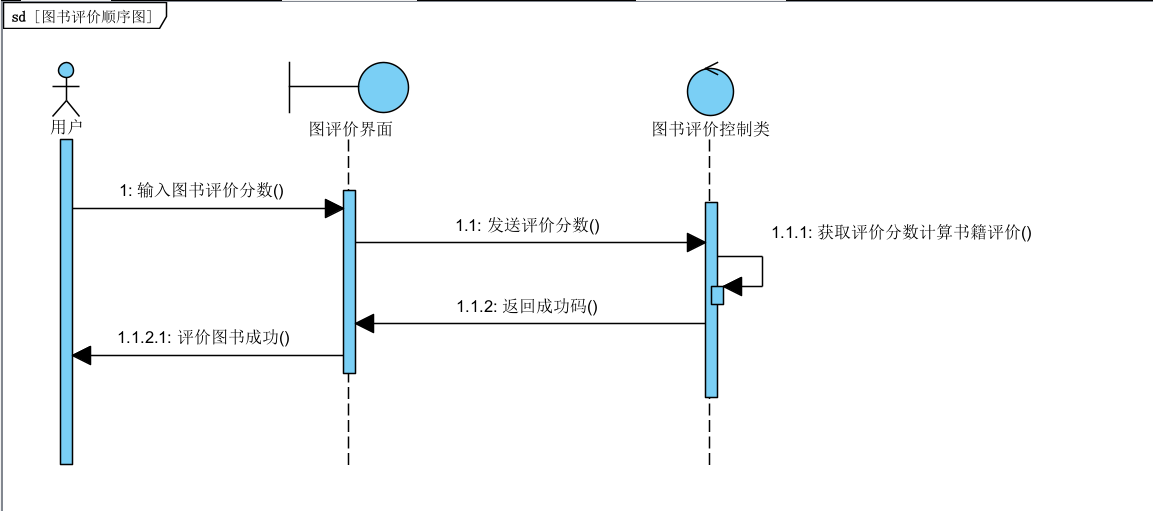 sd [图书评价顺序图]
用户
图评价界面
图书评价控制类
1: 输入图书评价分数()
1.1: 发送评价分数()
1.1.1: 获取评价分数计算书籍评价()
1.1.2: 返回成功码()
1.1.2.1: 评价图书成功()